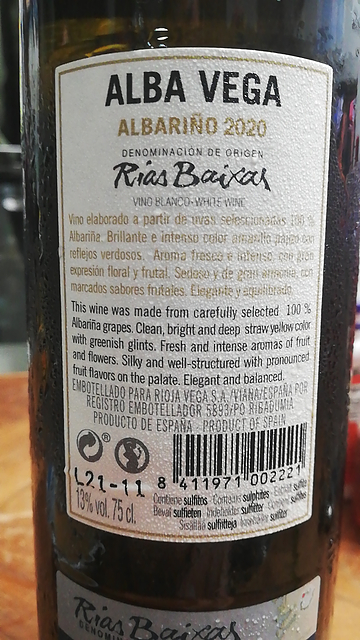 ALBA VEGA
ALBARIÑO 2020
DENOMINACIÓN DE ORIGEN
Rías Baixas
VINO BLANCO-WHITE WINE
Vino elaborado a partir de uvas seleccionadas 100 %
Albariña. Brillante e intenso color amarillo pajizo con
reflejos verdosos. Aroma fresco e intenso, con gran
expresión floral y frutal. Sedoso y de gran armonía, con
marcados sabores frutales. Elegante y equilibrado.
This wine was made from carefully selected 100 %
Albariña grapes. Clean, bright and deep straw yellow color
with greenish glints. Fresh and intense aromas of fruit
and flowers. Silky and well-structured with pronounced
fruit flavors on the palate. Elegant and balanced.
EMBOTELLADO PARA RIOJA VEGA S.A. /VIANA/ESPAÑA POR
REGISTRO EMBOTELLADOR 5893/PO RIBADUMIA
PRODUCTO DE ESPAÑA - PRODUCT OF SPAIN
®
L21-11
8 411971 002221
13% vol. 75 cl.
Contiene sulfitos - Contains sulphites
Bevat sulfieten
Sisältää sulfiitteja
Rías Baixas